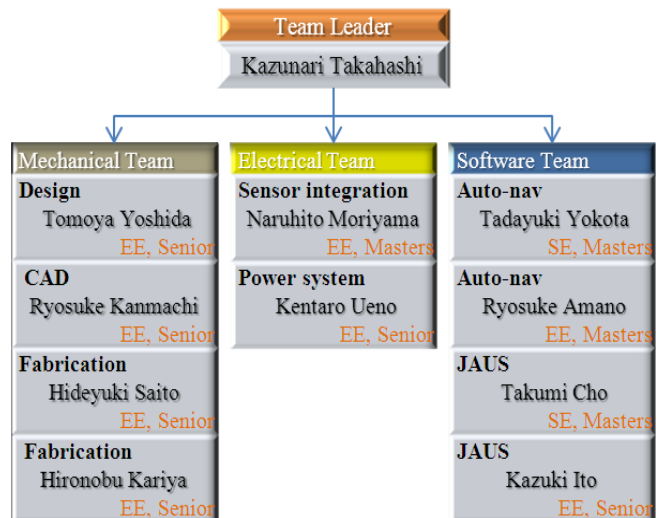 Team Leader
Kazunari Takahashi
Mechanical Team
Design
Tomoya Yoshida
EE, Senior
CAD
Ryosuke Kanmachi
EE, Senior
Fabrication
Hideyuki Saito
EE, Senior
Fabrication
Hironobu Kariya
EE, Senior
Electrical Team
Sensor integration
Naruhito Moriyama
EE, Masters
Power system
Kentaro Ueno
EE, Senior
Software Team
Auto-nav
Tadayuki Yokota
SE, Masters
Auto-nav
Ryosuke Amano
EE, Masters
JAUS
Takumi Cho
SE, Masters
JAUS
Kazuki Ito
EE, Senior